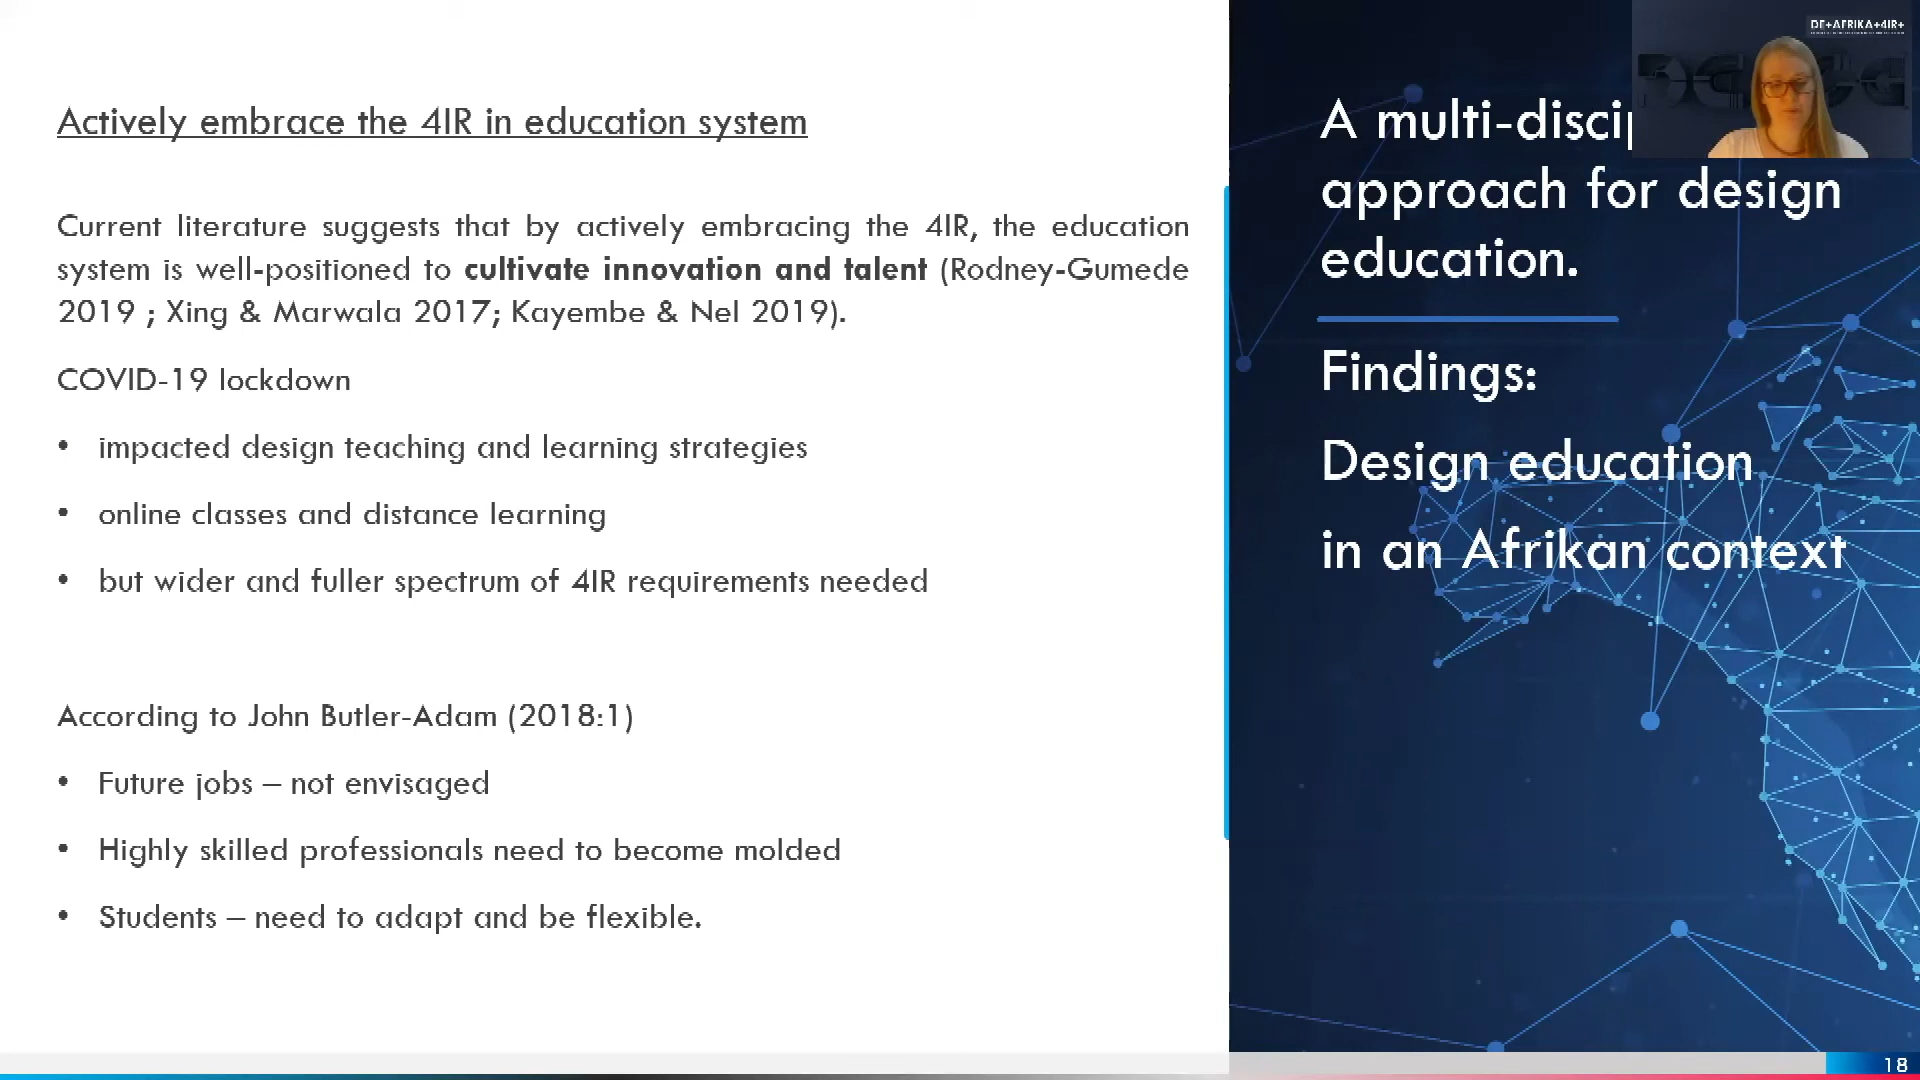 Actively embrace the 4IR in education system
Current literature suggests that by actively embracing the 4IR, the education
system is well-positioned to cultivate innovation and talent (Rodney-Gumede
2019 ; Xing & Marwala 2017; Kayembe & Nel 2019).
COVID-19 lockdown
• impacted design teaching and learning strategies
• online classes and distance learning
• but wider and fuller spectrum of 4IR requirements needed
According to John Butler-Adam (2018:1)
• Future jobs – not envisaged
• Highly skilled professionals need to become molded
• Students – need to adapt and be flexible.
A
approach for design
education.
Findings:
Design education
in an Afrikan context
DE+AFRIKA+4IR+
18